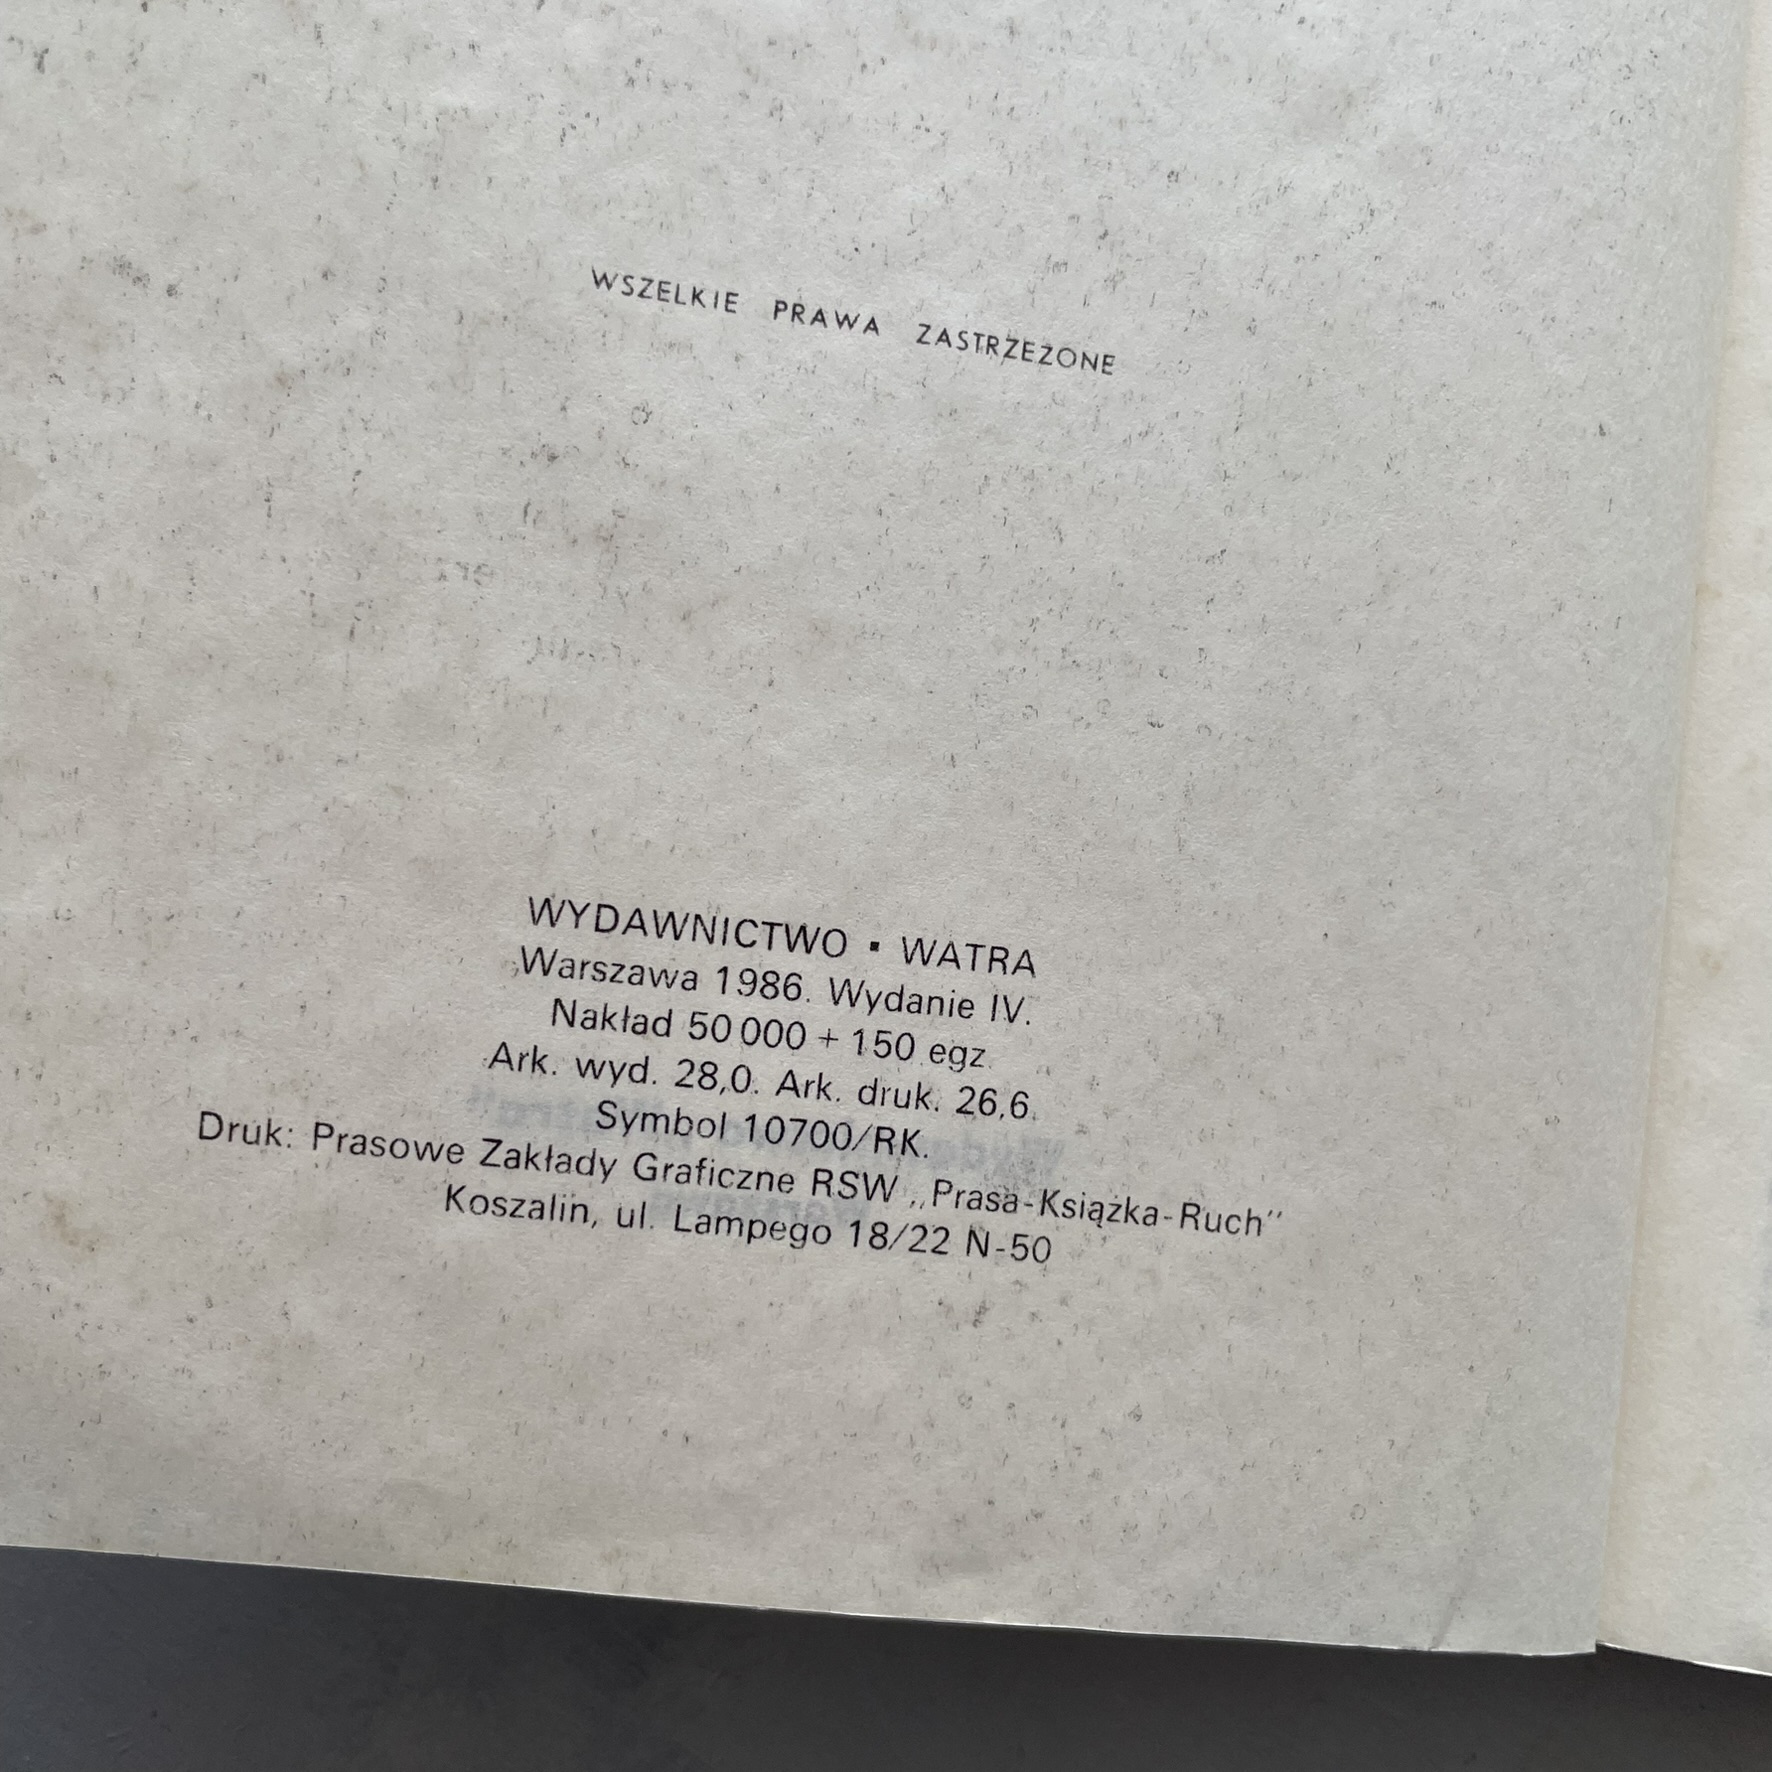 WSZELKIE PRAWA ZASTRZEŻONE
WYDAWNICTWO ▪ WATRA
Warszawa 1986. Wydanie IV.
Nakład 50 000 + 150 egz.
Ark. wyd. 28,0. Ark. druk. 26,6.
Symbol 10700/RK.
Druk: Prasowe Zakłady Graficzne RSW „Prasa-Książka-Ruch”
Koszalin, ul. Lampego 18/22 N-50